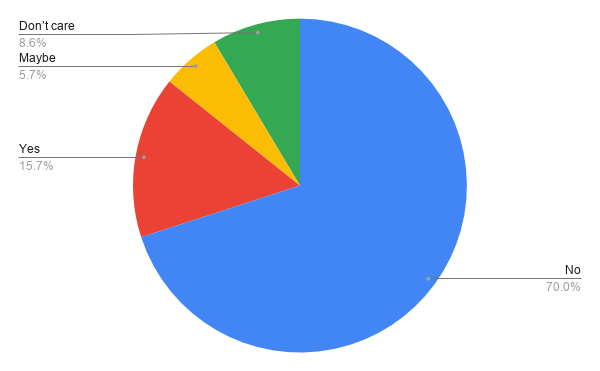 Don't care
8.6%
Maybe
5.7%
Yes
15.7%
No
70.0%